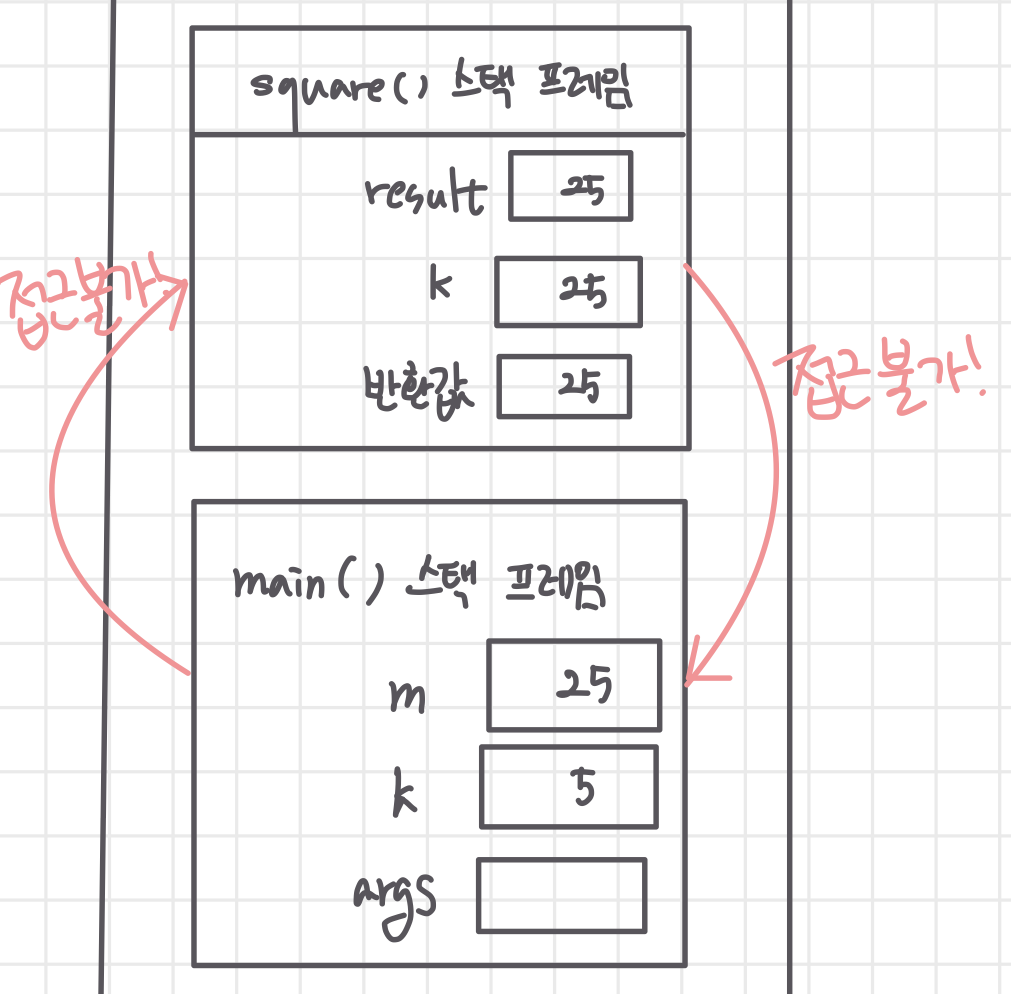 square() 스택 프레임
result 25
k 25
반환값 25
접근불가
접근 불가!
main() 스택 프레임
m 25
k 5
args